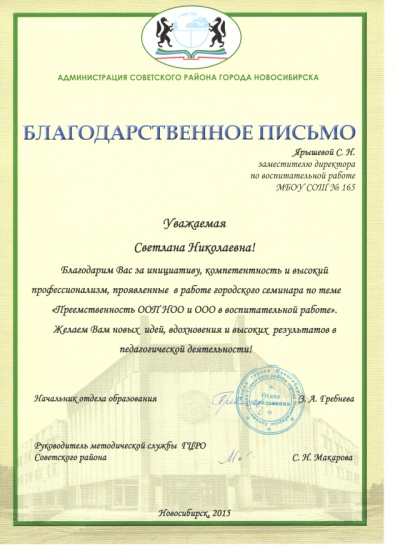 АДМИНИСТРАЦИЯ СОВЕТСКОГО РАЙОНА ГОРОДА НОВОСИБИРСКА
БЛАГОДАРСТВЕННОЕ ПИСЬМО
Ярышевой С. Н.
заместителю директора
по воспитательной работе
МБОУ СОШ № 165
Уважаемая
Светлана Николаевна!
Благодарим Вас за инициативу, компетентность и высокий
профессионализм, проявленные в работе городского семинара по теме
«Преемственность ООП НОО и ООО в воспитательной работе».
Желаем Вам новых идей, вдохновения и высоких результатов в
педагогической деятельности!
Начальник отдела образования З. А. Гребнева
Отдел
образования
Руководитель методической службы ГЦРО
Советского района С. Н. Макарова
Новосибирск, 2015